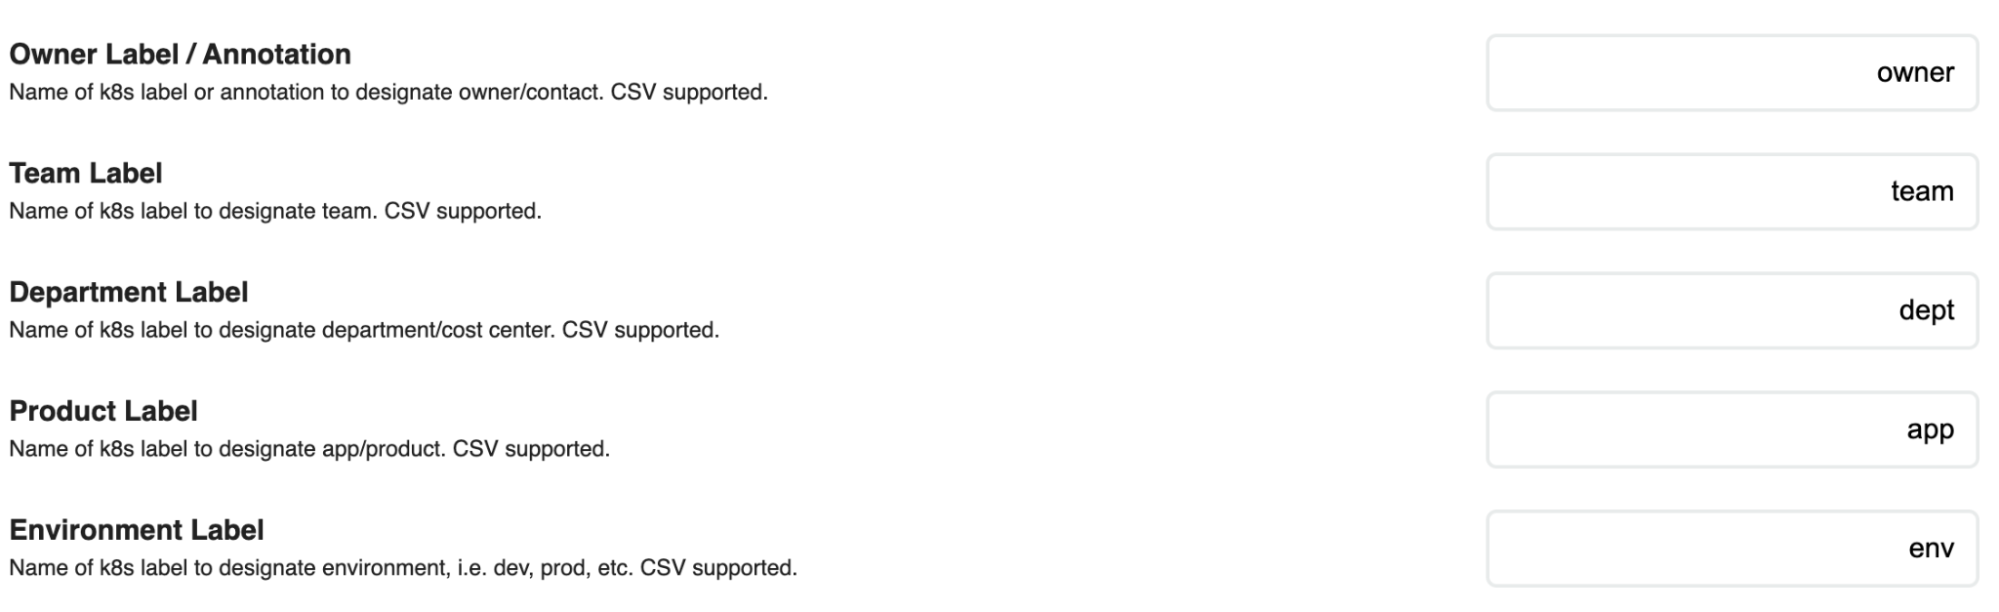 Owner Label / Annotation
Name of k8s label or annotation to designate owner/contact. CSV supported.
owner
Team Label
Name of k8s label to designate team. CSV supported.
team
Department Label
Name of k8s label to designate department/cost center. CSV supported.
dept
Product Label
Name of k8s label to designate app/product. CSV supported.
app
Environment Label
Name of k8s label to designate environment, i.e. dev, prod, etc. CSV supported.
env